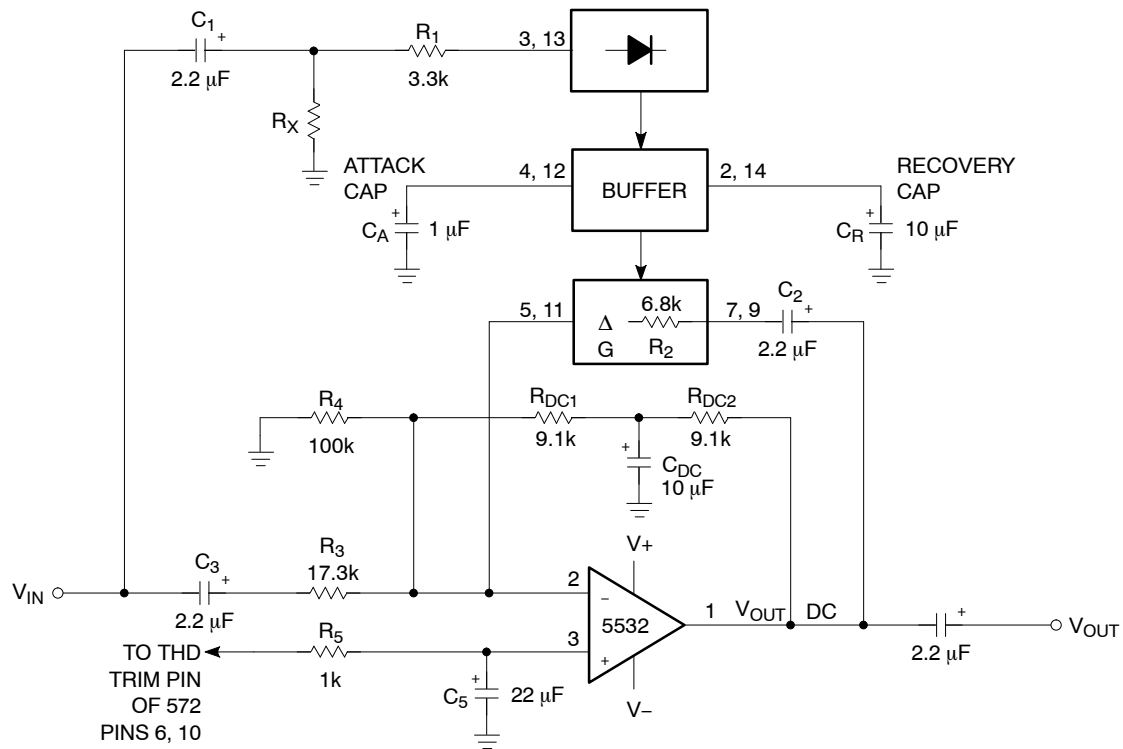 C1
+
2.2 μF
R1
3.3k
3, 13
RX
ATTACK
CAP
4, 12
BUFFER
2, 14
RECOVERY
CAP
+
CA
1 μF
+
CR
10 μF
5, 11
Δ
G
6.8k
R2
7, 9
C2
+
2.2 μF
R4
100k
RDC1
9.1k
RDC2
9.1k
+
CDC
10 μF
V+
VIN
C3
+
2.2 μF
R3
17.3k
2
−
5532
1
VOUT
DC
+
2.2 μF
VOUT
3
+
V−
TO THD
TRIM PIN
OF 572
PINS 6, 10
R5
1k
+
C5
22 μF